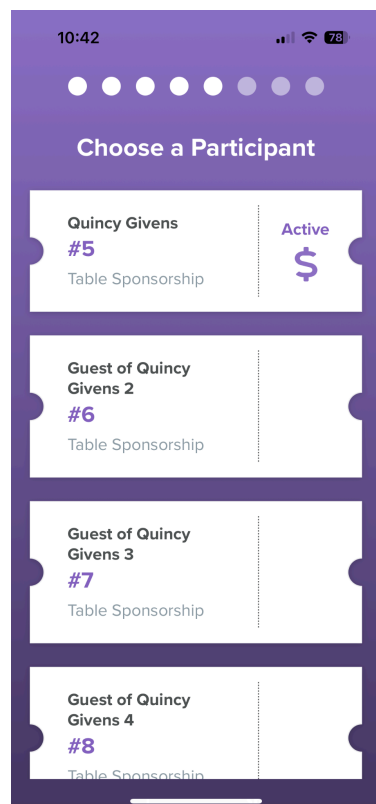 10:42
78
Choose a Participant
Quincy Givens
#5
Table Sponsorship
Active
$
Guest of Quincy
Givens 2
#6
Table Sponsorship
Guest of Quincy
Givens 3
#7
Table Sponsorship
Guest of Quincy
Givens 4
#8
Table Sponsorship